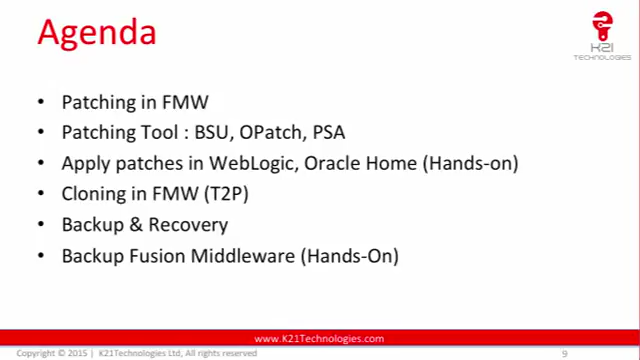 Agenda
K21
TECHNOLOGIES
• Patching in FMW
• Patching Tool : BSU, OPatch, PSA
• Apply patches in WebLogic, Oracle Home (Hands-on)
• Cloning in FMW (T2P)
• Backup & Recovery
• Backup Fusion Middleware (Hands-On)
www.K21Technologies.com
Copyright © 2015 | K21Technologies Ltd, All rights reserved
9